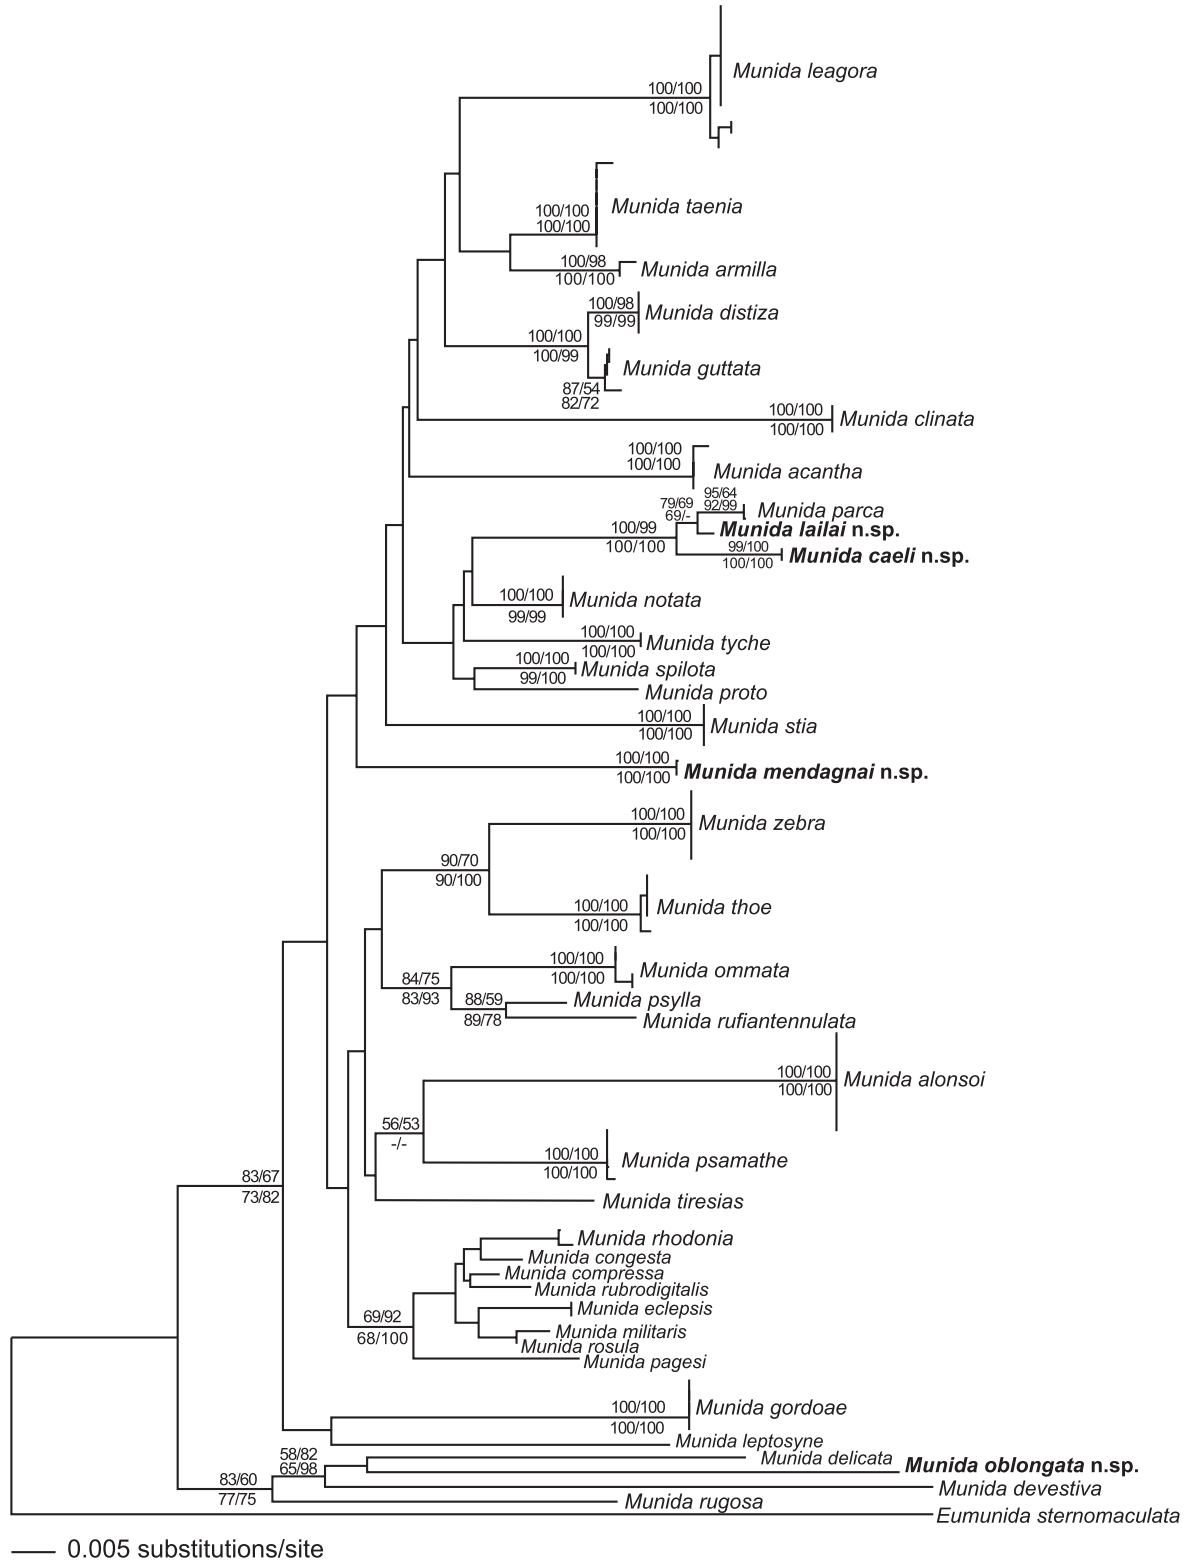 Munida leagora
100/100
100/100
Munida taenia
100/100
100/100
Munida armilla
100/98
100/100
Munida distiza
100/98
99/99
100/100
100/99
Munida guttata
87/54
82/72
Munida clinata
100/100
100/100
Munida acantha
100/100
100/100
95/64
92/99
Munida parca
79/69
69/-
Munida lailai n.sp.
100/99
100/100
99/100
100/100
Munida caeli n.sp.
100/100
99/99
Munida notata
100/100
100/100
Munida tyche
100/100
99/100
Munida spilota
Munida proto
100/100
100/100
Munida stia
100/100
100/100
Munida mendagnai n.sp.
100/100
100/100
Munida zebra
90/70
90/100
100/100
100/100
Munida thoe
100/100
100/100
Munida ommata
84/75
83/93
88/59
89/78
Munida psylla
Munida rufiantennulata
100/100
100/100
Munida alonsoi
56/53
-/-
100/100
100/100
Munida psamathe
83/67
73/82
Munida tiresias
Munida rhodonia
Munida congesta
Munida compressa
Munida rubrodigitalis
Munida eclepsis
69/92
68/100
Munida militaris
Munida rosula
Munida pagesi
100/100
100/100
Munida gordoae
Munida leptosyne
58/82
65/98
Munida delicata
Munida oblongata n.sp.
83/60
77/75
Munida devestiva
Munida rugosa
Eumunida sternomaculata
0.005 substitutions/site